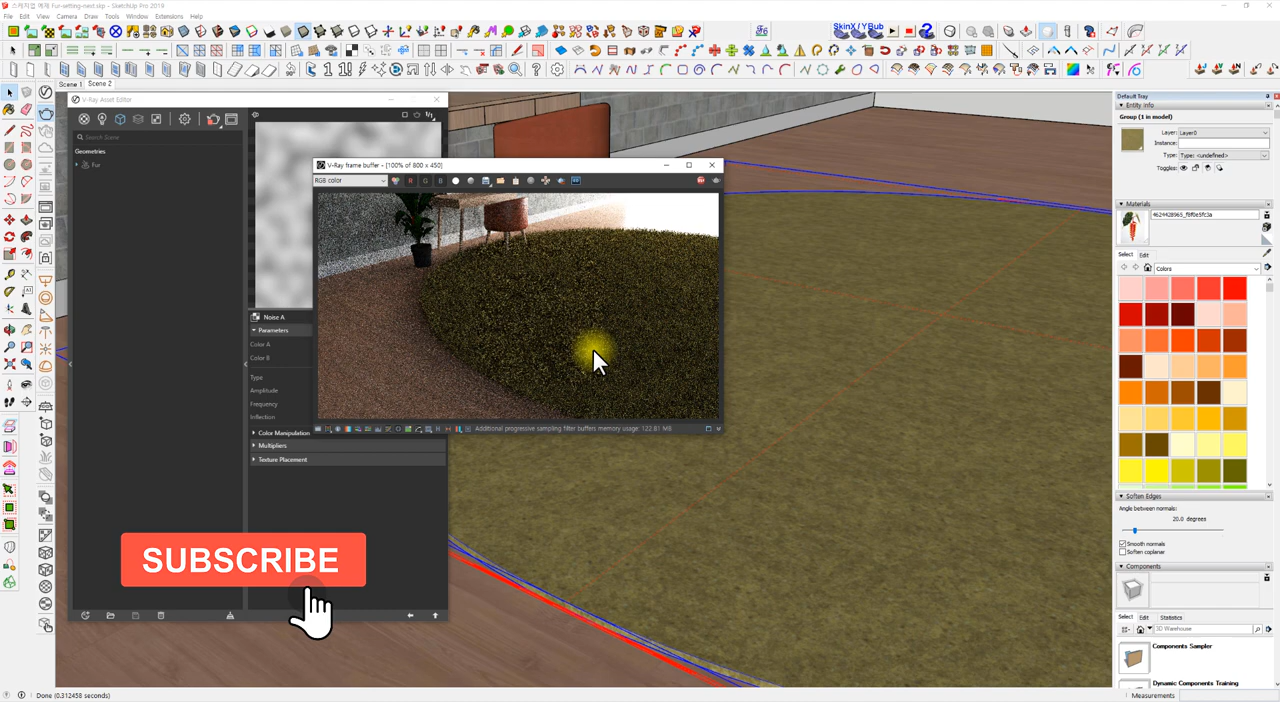 스케치업 예제 Fur-setting-next.skp - SketchUp Pro 2019
File Edit View Camera Draw Tools Window Extensions Help
SkinX/YBub
Scene 1 Scene 2
V-Ray Asset Editor
Search Scene
Geometries
Fur
V-Ray frame buffer - [100% of 800 x 450]
RGB color
R G B
Additional progressive sampling filter buffers memory usage: 122.81 MB
Noise A
Parameters
Color A
Color B
Type
Amplitude
Frequency
Inflection
Color Manipulation
Multipliers
Texture Placement
SUBSCRIBE
Default Tray
Entity Info
Group (1 in model)
Layer: Layer0
Instance:
Type: Type: <undefined>
Toggles:
Materials
4624428965_f8f0e5fc3a
Select Edit
Colors
Soften Edges
Angle between normals:
20.0 degrees
Smooth normals
Soften coplanar
Components
Select Edit Statistics
3D Warehouse
Components Sampler
Dynamic Components Training
Done (0.312458 seconds)
Measurements